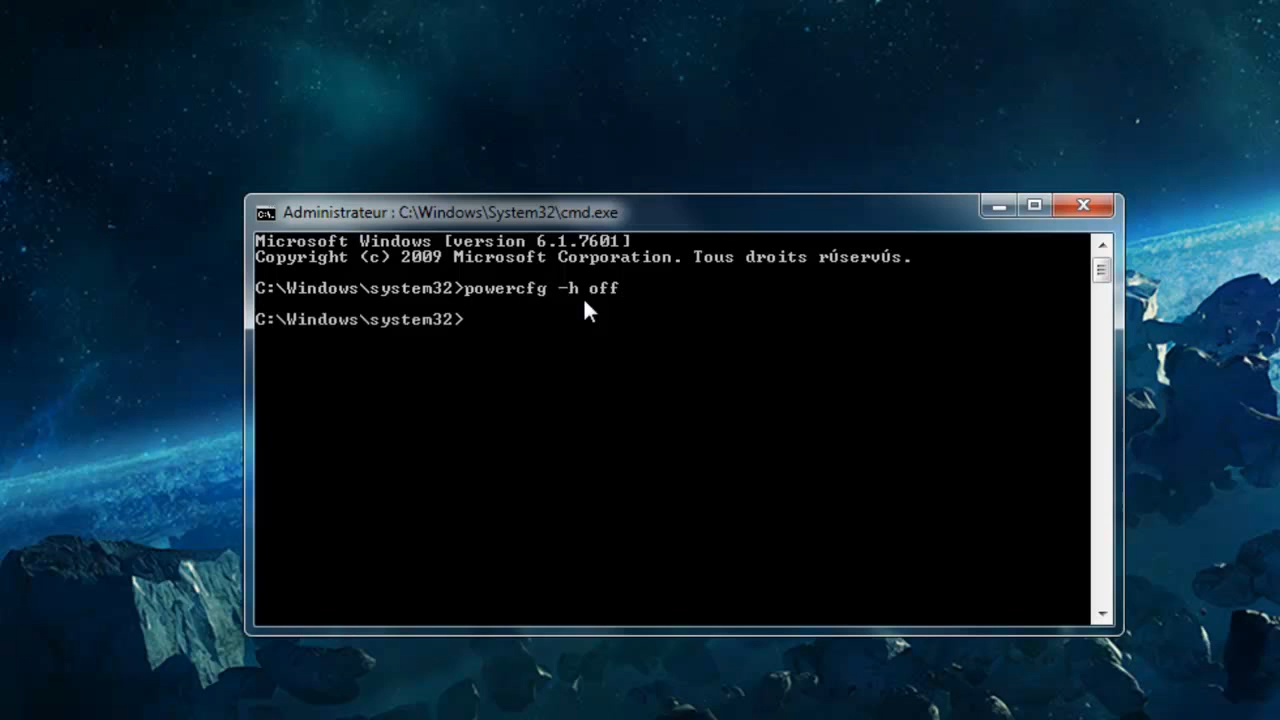 Administrateur : C:\Windows\System32\cmd.exe
Microsoft Windows [version 6.1.7601]
Copyright (c) 2009 Microsoft Corporation. Tous droits rúservús.
C:\Windows\system32>powercfg -h off
C:\Windows\system32>